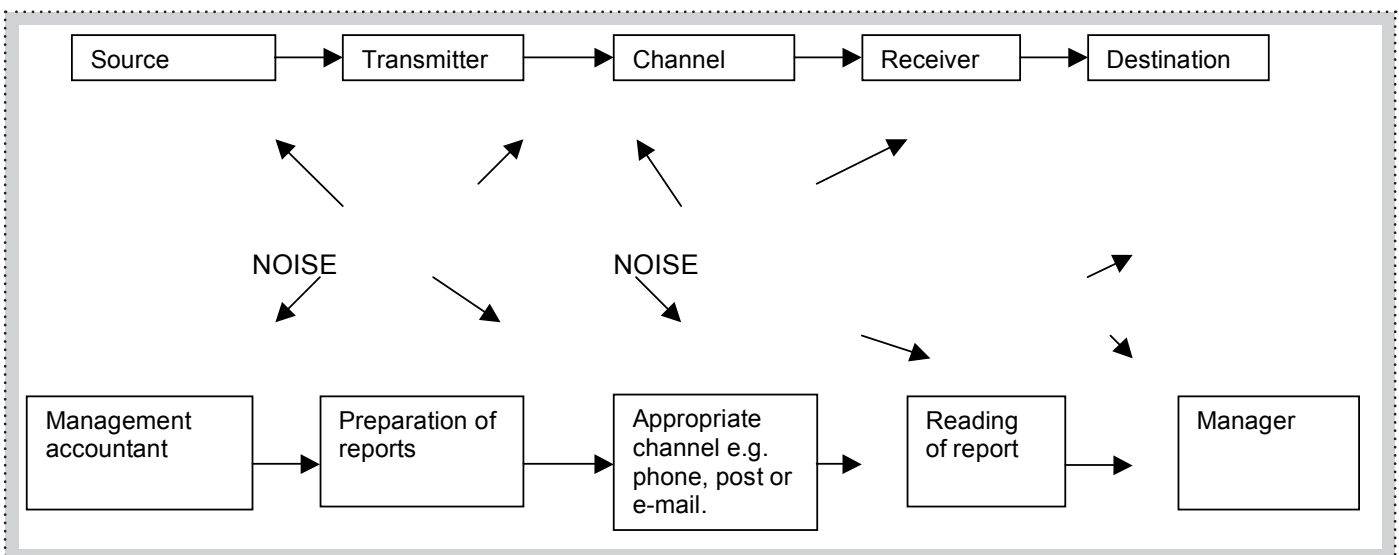 Source
Transmitter
Channel
Receiver
Destination
NOISE
NOISE
Management
accountant
Preparation of
reports
Appropriate
channel e.g.
phone, post or
e-mail.
Reading
of report
Manager